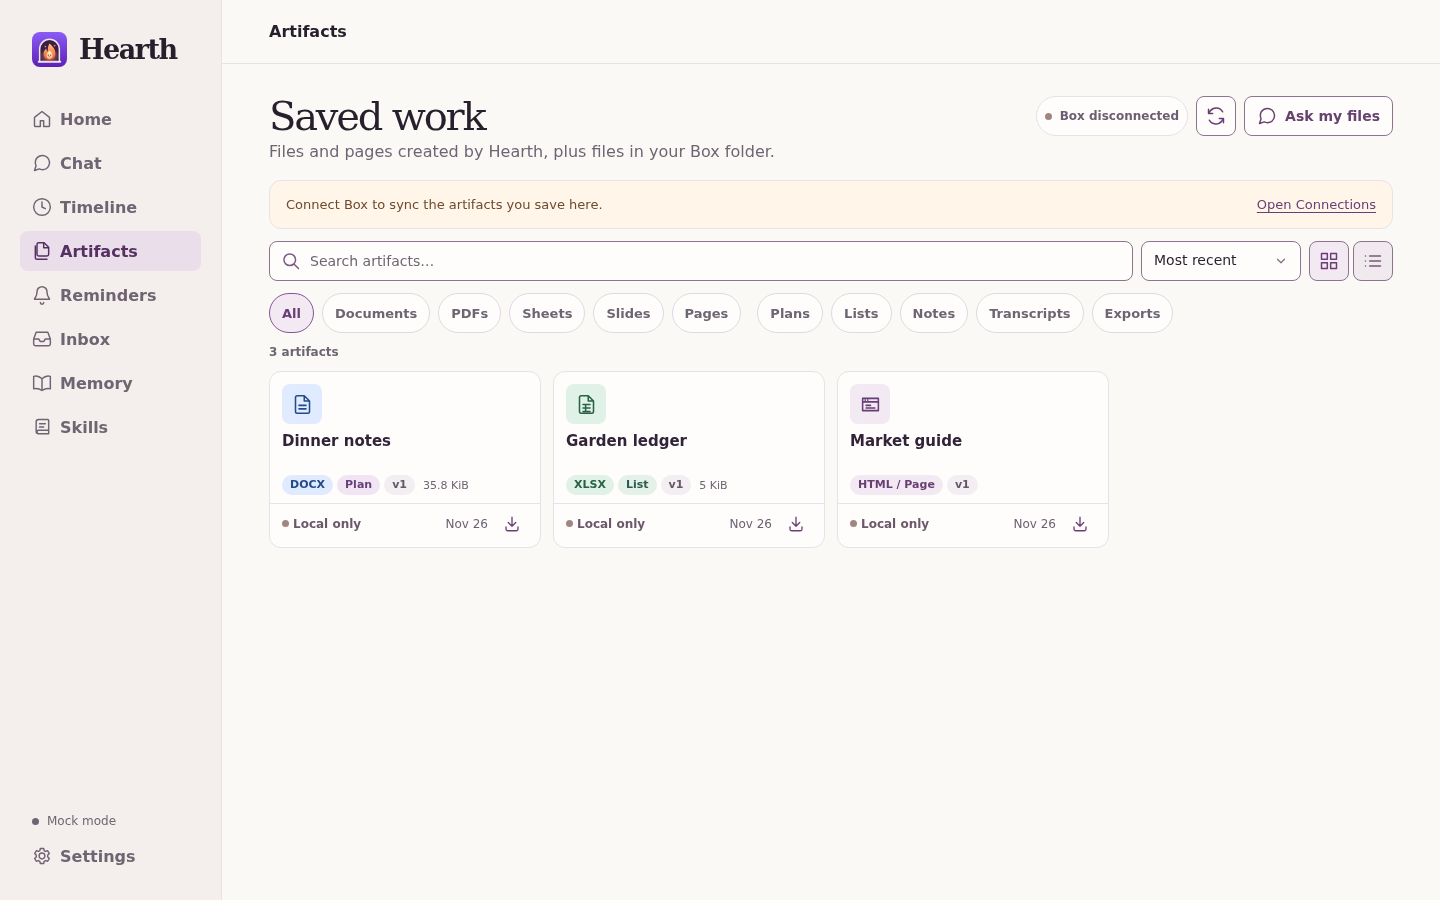 Hearth
Home
Chat
Timeline
Artifacts
Reminders
Inbox
Memory
Skills
Mock mode
Settings
Artifacts
Saved work
Files and pages created by Hearth, plus files in your Box folder.
Box disconnected
Ask my files
Connect Box to sync the artifacts you save here.
Open Connections
Search artifacts...
Most recent
All
Documents
PDFs
Sheets
Slides
Pages
Plans
Lists
Notes
Transcripts
Exports
3 artifacts
Dinner notes
DOCX Plan v1 35.8 KiB
Local only Nov 26
Garden ledger
XLSX List v1 5 KiB
Local only Nov 26
Market guide
HTML / Page v1
Local only Nov 26